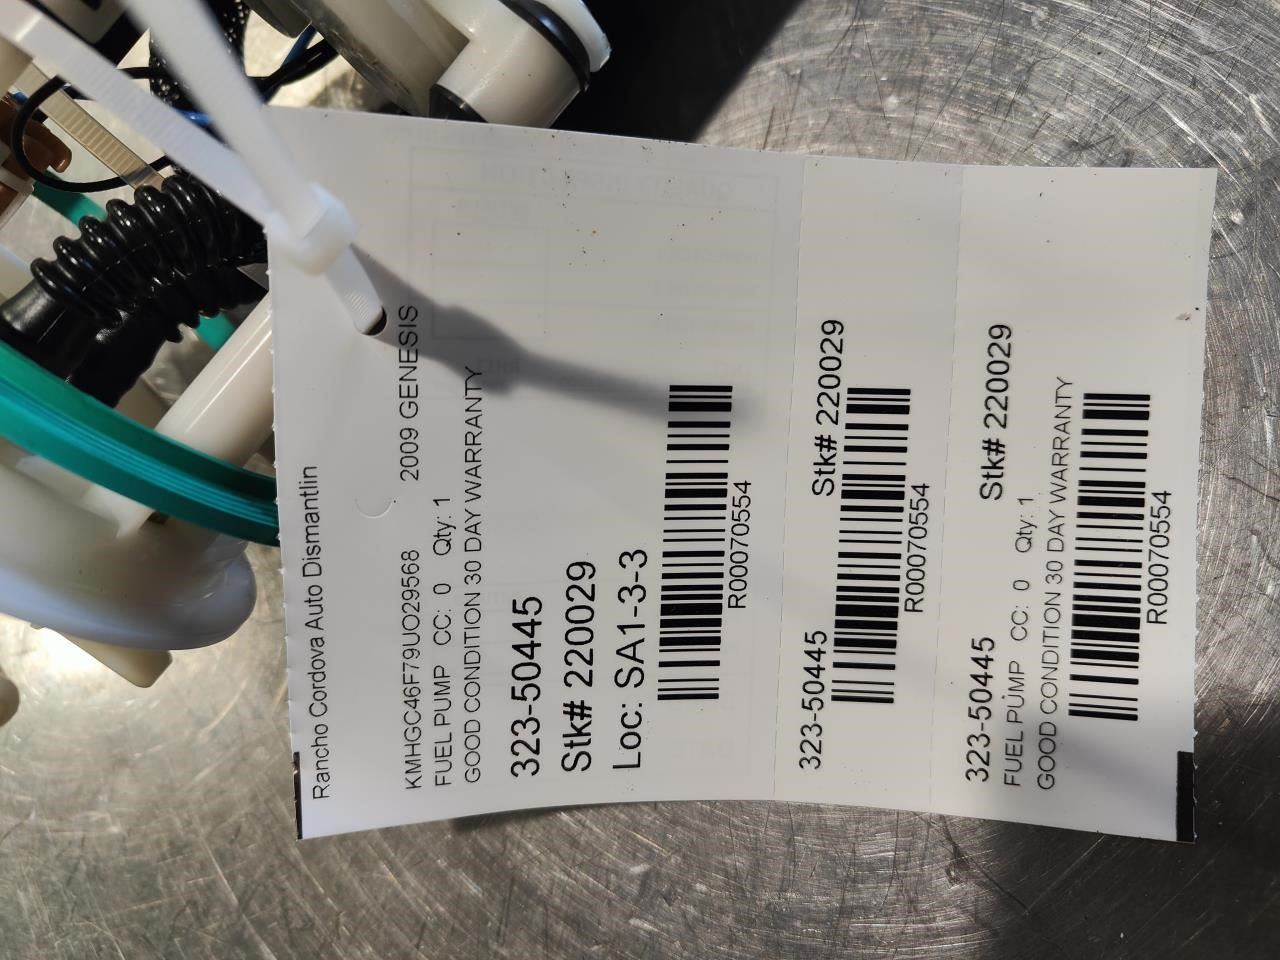 Rancho Cordova Auto Dismantlin
KMHGC46F79UO29568 2009 GENESIS
FUEL PUMP CC: 0 Qty: 1
GOOD CONDITION 30 DAY WARRANTY
323-50445
Stk# 220029
Loc: SA1-3-3
R00070554
323-50445 Stk# 220029
R00070554
323-50445 Stk# 220029
FUEL PUMP CC: 0 Qty: 1
GOOD CONDITION 30 DAY WARRANTY
R00070554